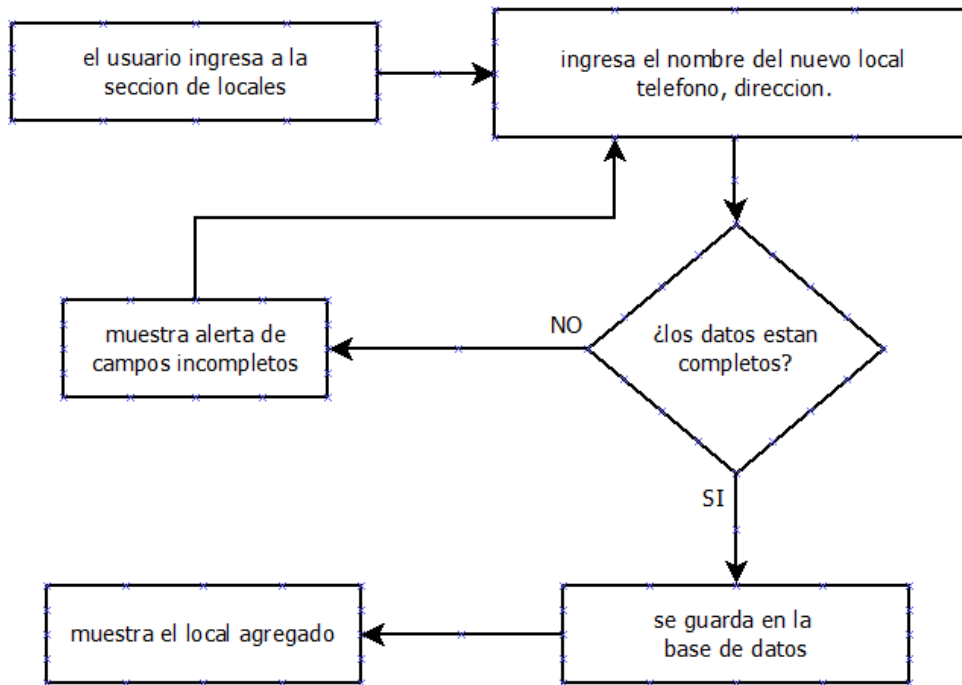 el usuario ingresa a la
seccion de locales
ingresa el nombre del nuevo local
telefono, direccion.
¿los datos estan
completos?
NO
muestra alerta de
campos incompletos
SI
se guarda en la
base de datos
muestra el local agregado